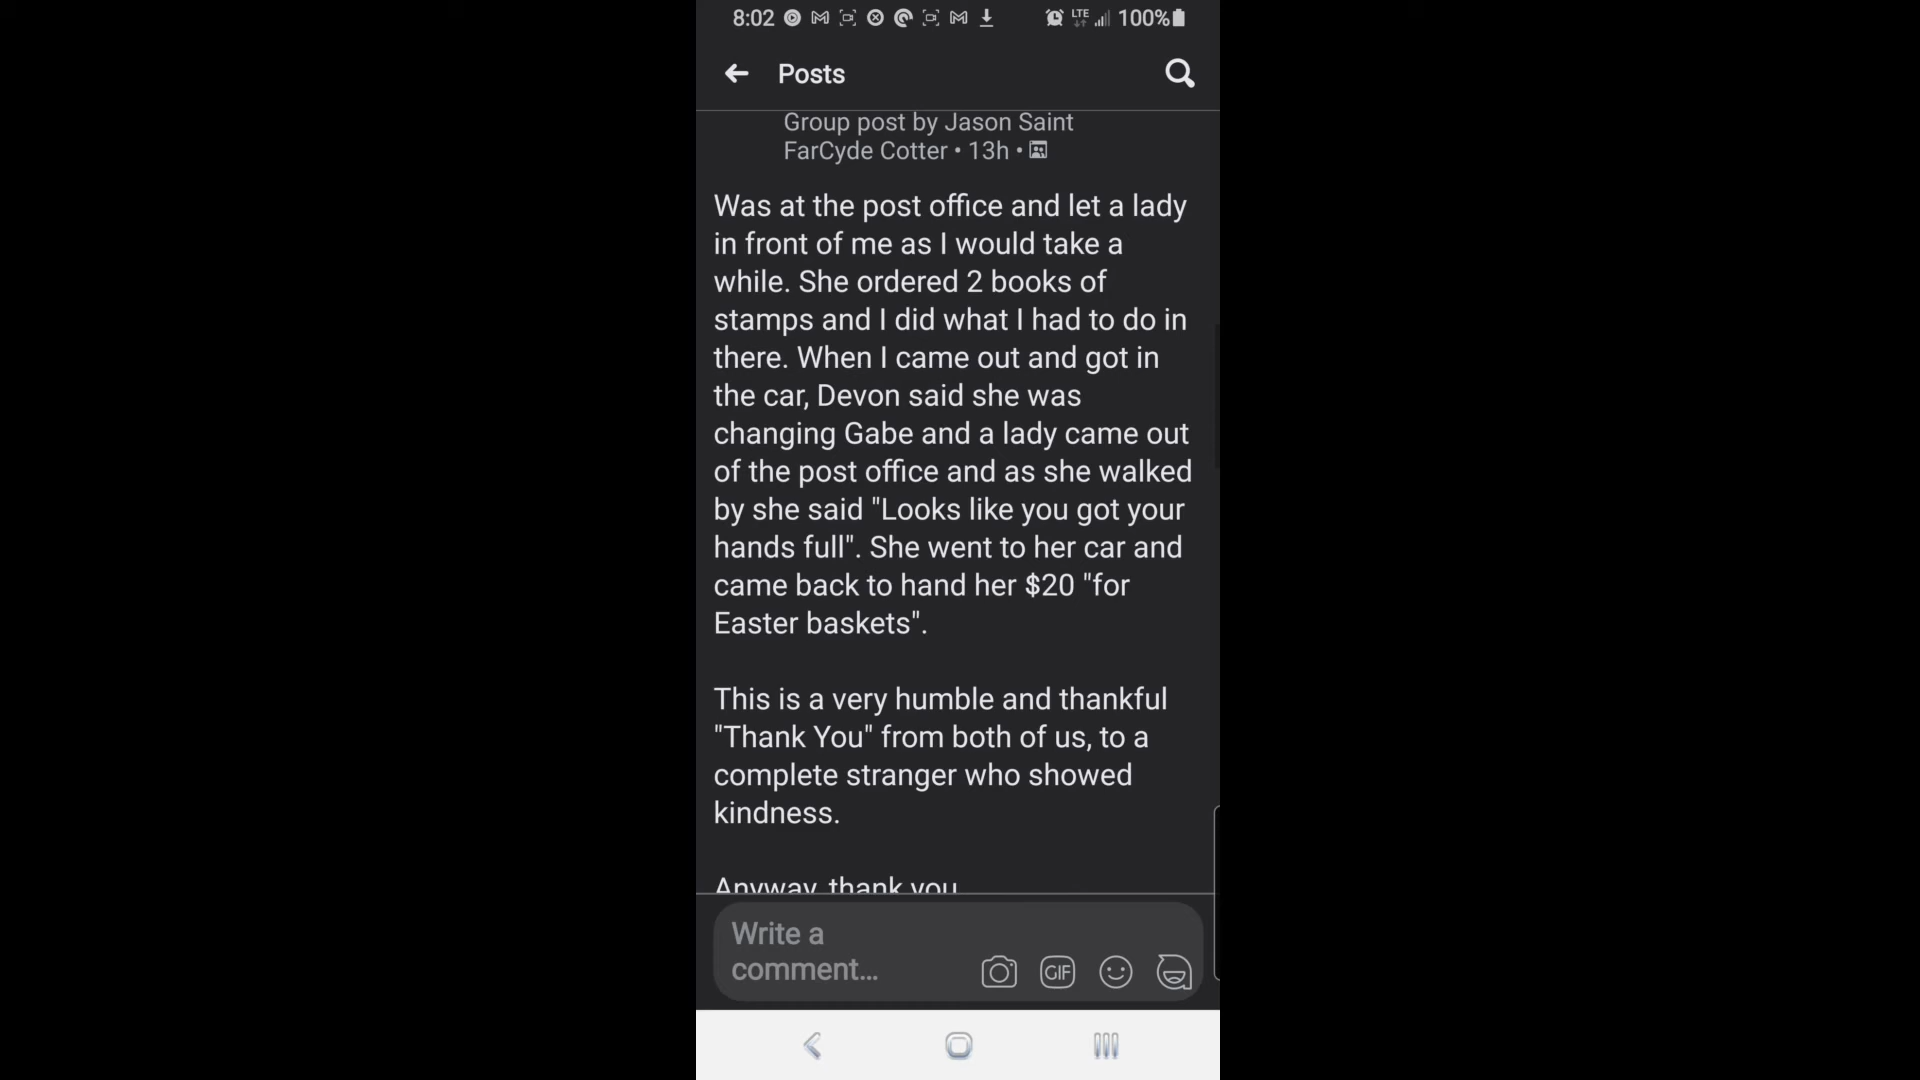 8:02 LTE 100%
Posts
Group post by Jason Saint
FarCyde Cotter • 13h •
Was at the post office and let a lady
in front of me as I would take a
while. She ordered 2 books of
stamps and I did what I had to do in
there. When I came out and got in
the car, Devon said she was
changing Gabe and a lady came out
of the post office and as she walked
by she said "Looks like you got your
hands full". She went to her car and
came back to hand her $20 "for
Easter baskets".
This is a very humble and thankful
"Thank You" from both of us, to a
complete stranger who showed
kindness.
Anyway, thank you
Write a
comment...
GIF